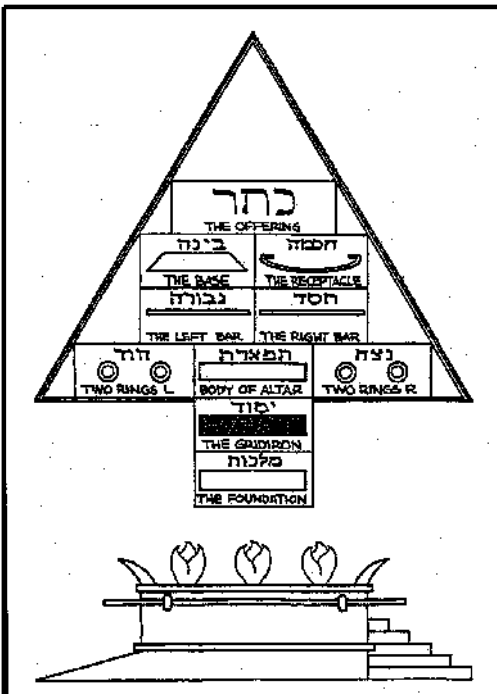 כתר
THE OFFERING
בינה
THE BASE
חכמה
THE RECEPTACLE
גבורה
THE LEFT BAR
חסד
THE RIGHT BAR
הוד
TWO RINGS L
תפארת
BODY OF ALTAR
נצח
TWO RINGS R
יסוד
THE GRIDIRON
מלכות
THE FOUNDATION